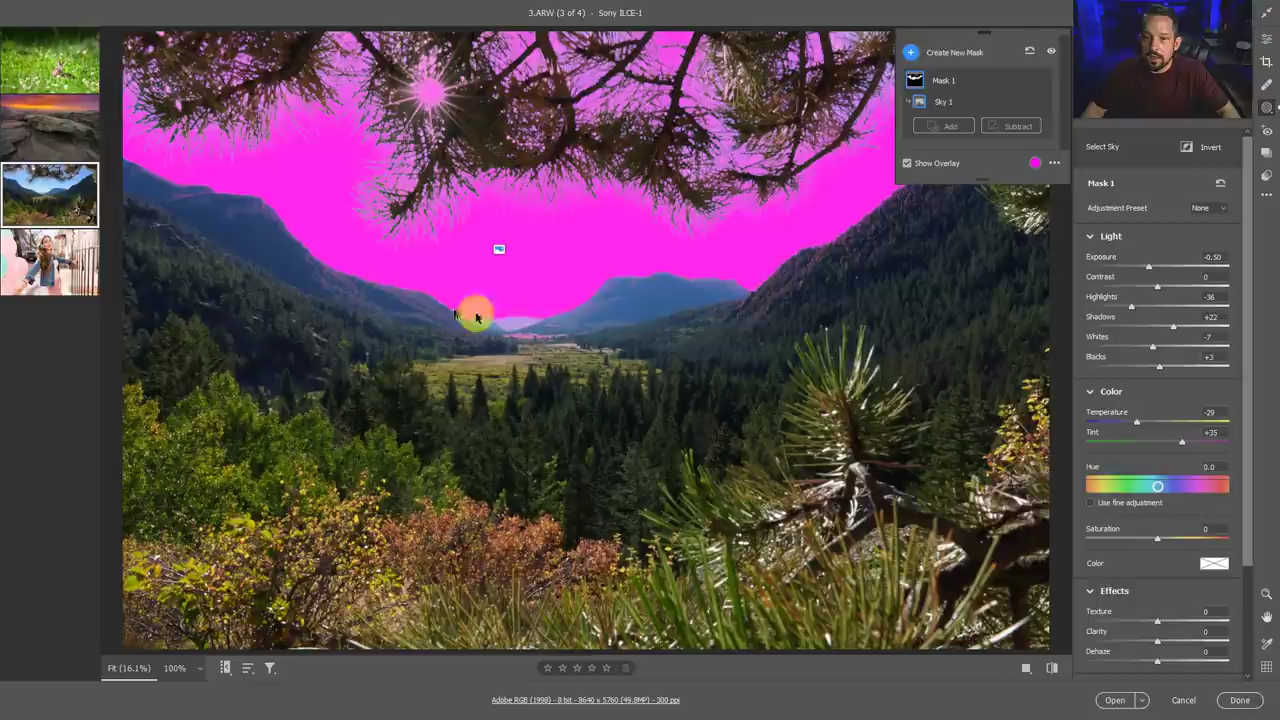 3.ARW (3 of 4) - Sony ILCE-1
Create New Mask
Mask 1
Sky 1
Add Subtract
Show Overlay
Select Sky Invert
Mask 1
Adjustment Preset None
Light
Exposure -0.50
Contrast 0
Highlights -36
Shadows +22
Whites -7
Blacks +3
Color
Temperature -29
Tint +35
Hue 0.0
Use fine adjustment
Saturation 0
Color
Effects
Texture 0
Clarity 0
Dehaze 0
Fit (16.1%) 100%
Adobe RGB (1998) - 8 bit - 8640 x 5760 (49.8MP) - 300 ppi
Open Cancel Done